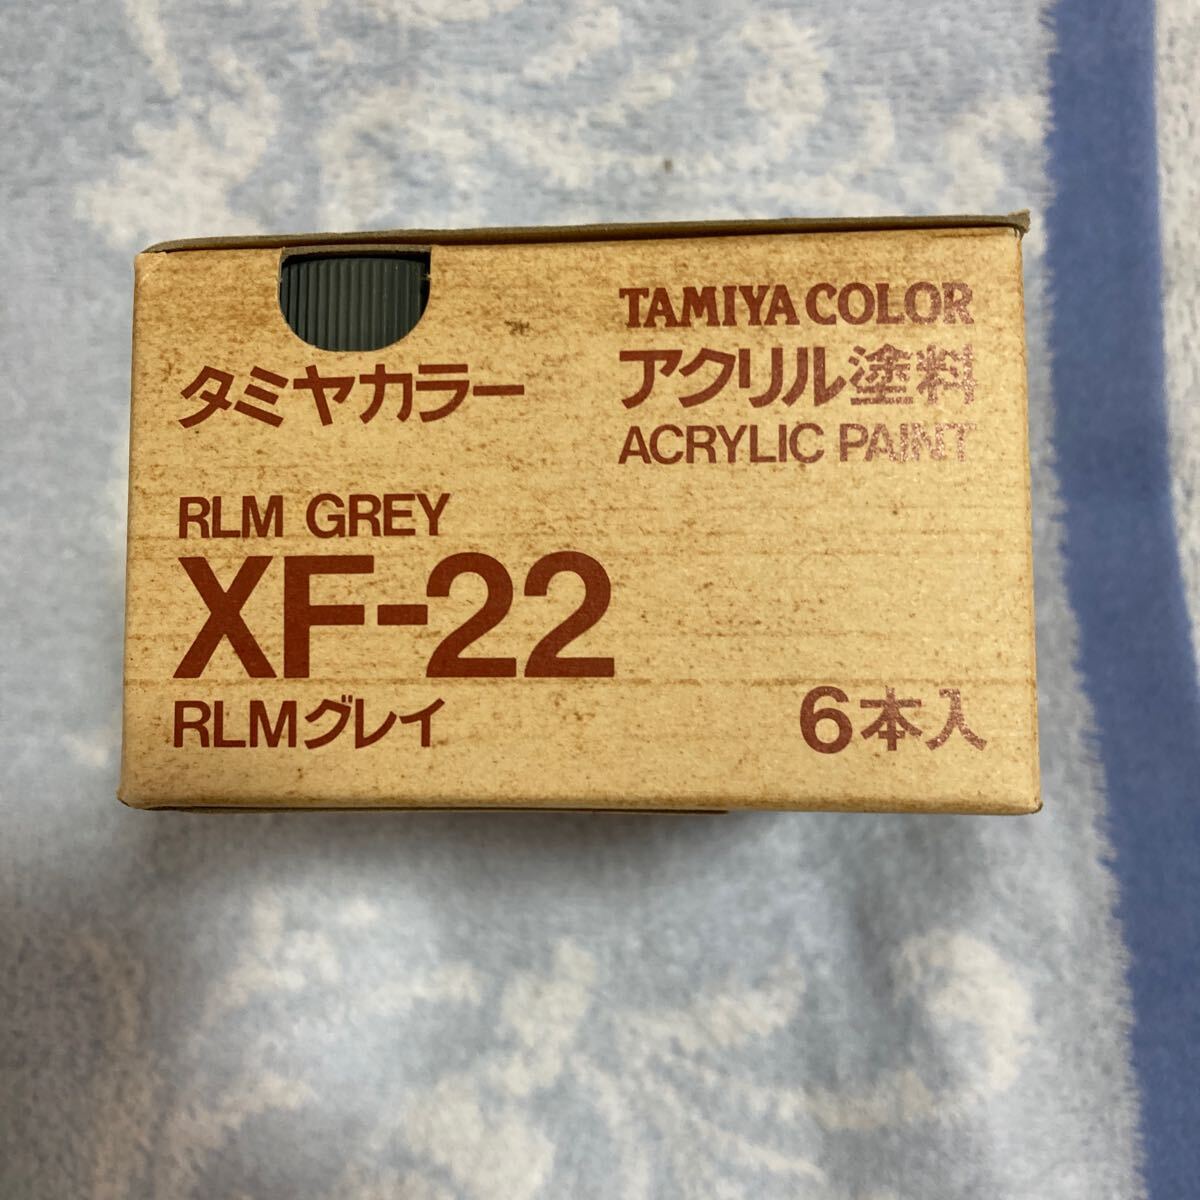 タミヤカラー
TAMIYA COLOR
アクリル塗料
ACRYLIC PAINT
RLM GREY
XF-22
RLMグレイ
6本入